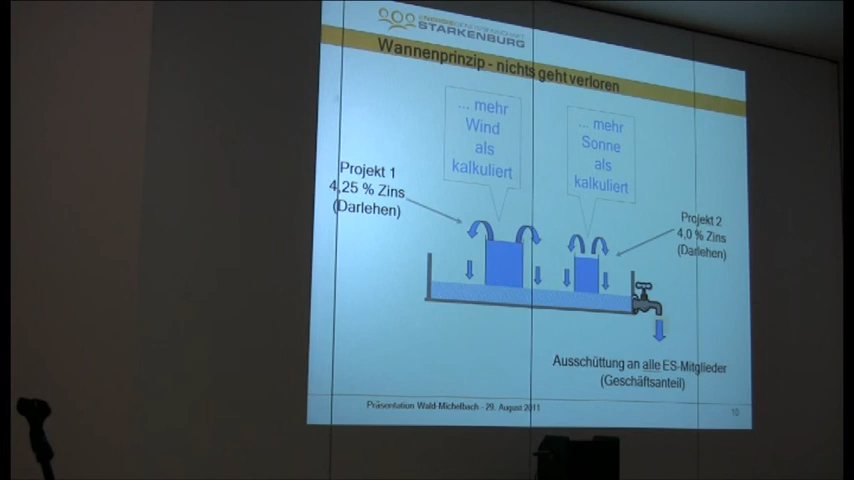 ENERGIEGENOSSENSCHAFT
STARKENBURG
Wannenprinzip - nichts geht verloren
... mehr
Wind
als
kalkuliert
... mehr
Sonne
als
kalkuliert
Projekt 1
4,25 % Zins
(Darlehen)
Projekt 2
4,0 % Zins
(Darlehen)
Ausschüttung an alle ES-Mitglieder
(Geschäftsanteil)
Präsentation Wald-Michelbach - 29. August 2011
10